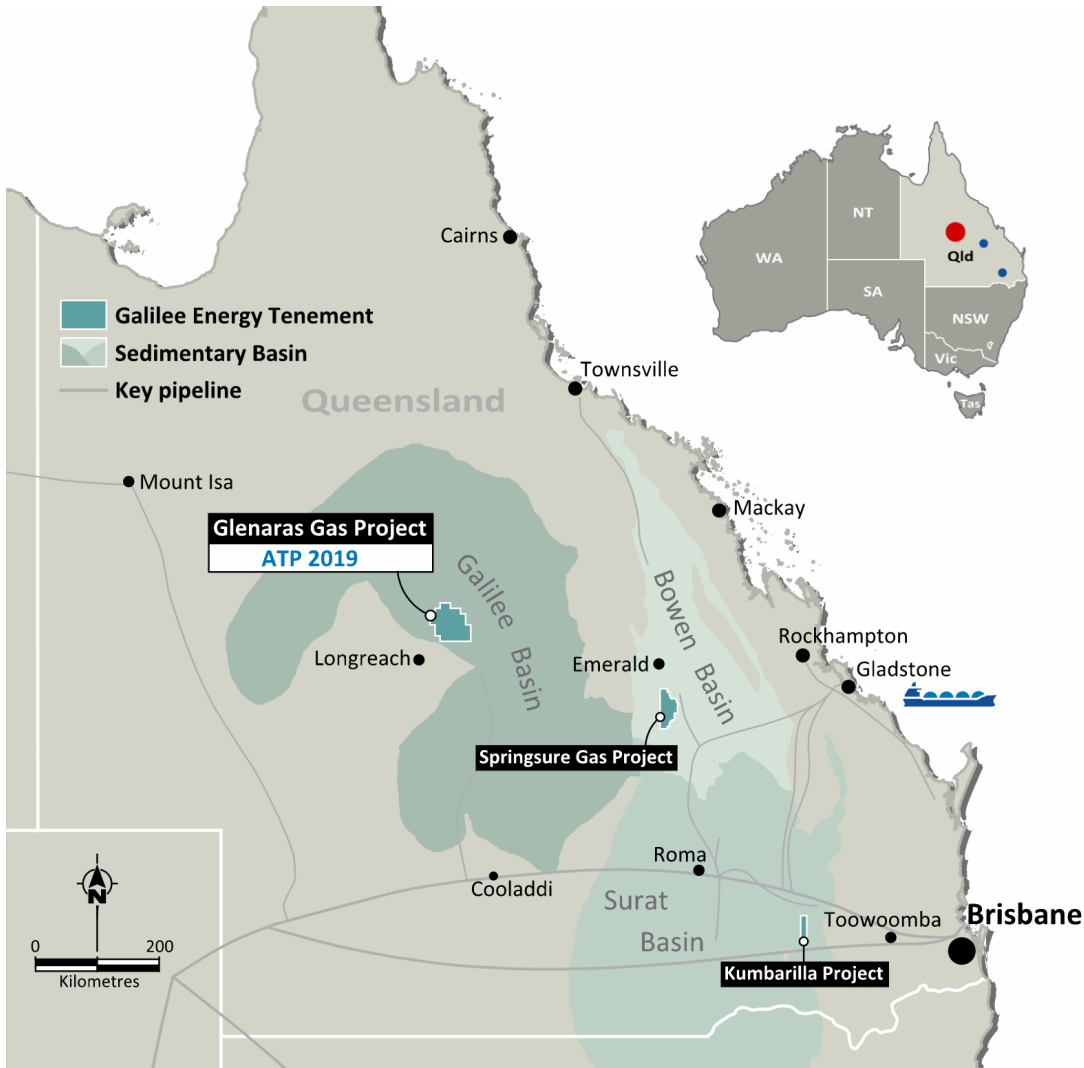 Cairns
NT
WA
Qld
SA
NSW
Vic
Tas
Galilee Energy Tenement
Sedimentary Basin
Key pipeline
Townsville
Queensland
Mount Isa
Mackay
Glenaras Gas Project
ATP 2019
Galilee Basin
Bowen Basin
Rockhampton
Longreach
Emerald
Gladstone
Springsure Gas Project
Roma
Cooladdi
Surat
Basin
Toowoomba
Brisbane
Kumbarilla Project
N
0 200
Kilometres